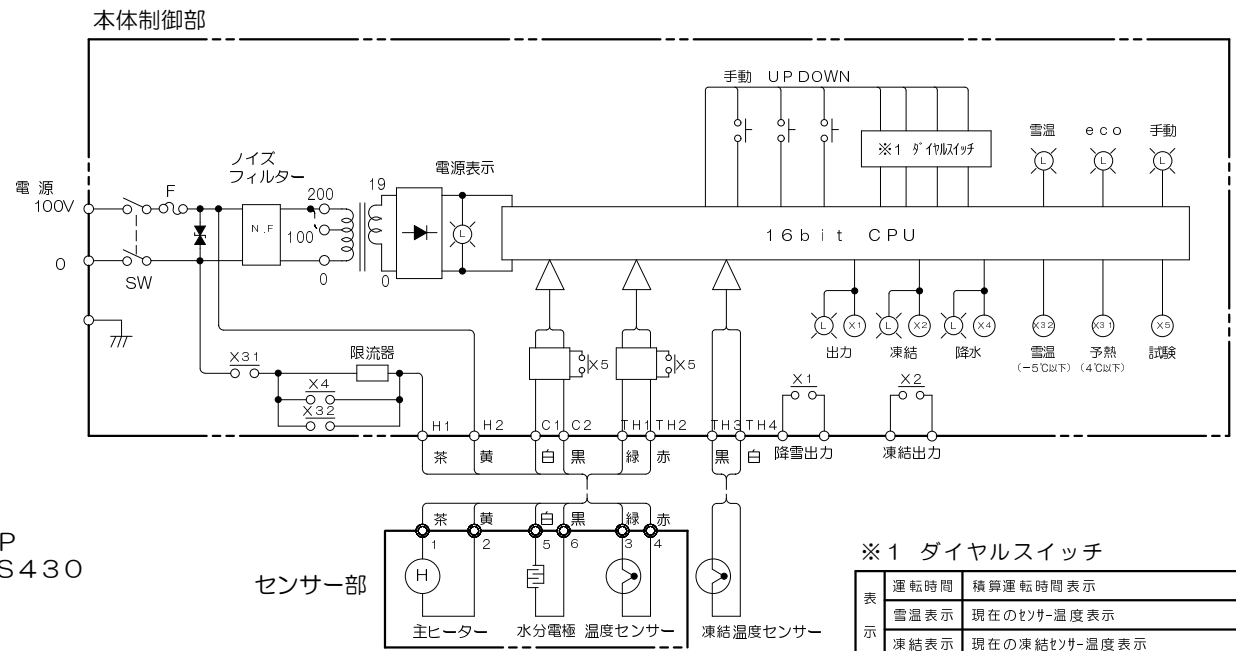 本体制御部
手動 UP DOWN
※1 ダイヤルスイッチ
雪温 eco 手動
L L L
ノイズ
フィルター
電源表示
電源
100V
F
200
19
N.F
100
L
16bit CPU
0
SW
0
0
L X1 L X2 L X4 X32 X31 X5
出力 凍結 降水 雪温 予熱 試験
(-5℃以下) (4℃以下)
X31
限流器
X5
X5
X4
X32
X1
X2
H1 H2 C1 C2 TH1 TH2 TH3 TH4
茶 黄 白 黒 緑 赤 黒 白 降雪出力 凍結出力
茶 黄 白 黒 緑 赤
1 2 5 6 3 4
P
S430
センサー部
H
主ヒーター 水分電極 温度センサー 凍結温度センサー
※1 ダイヤルスイッチ
表示
運転時間 積算運転時間表示
雪温表示 現在のセンサー温度表示
凍結表示 現在の凍結センサー温度表示